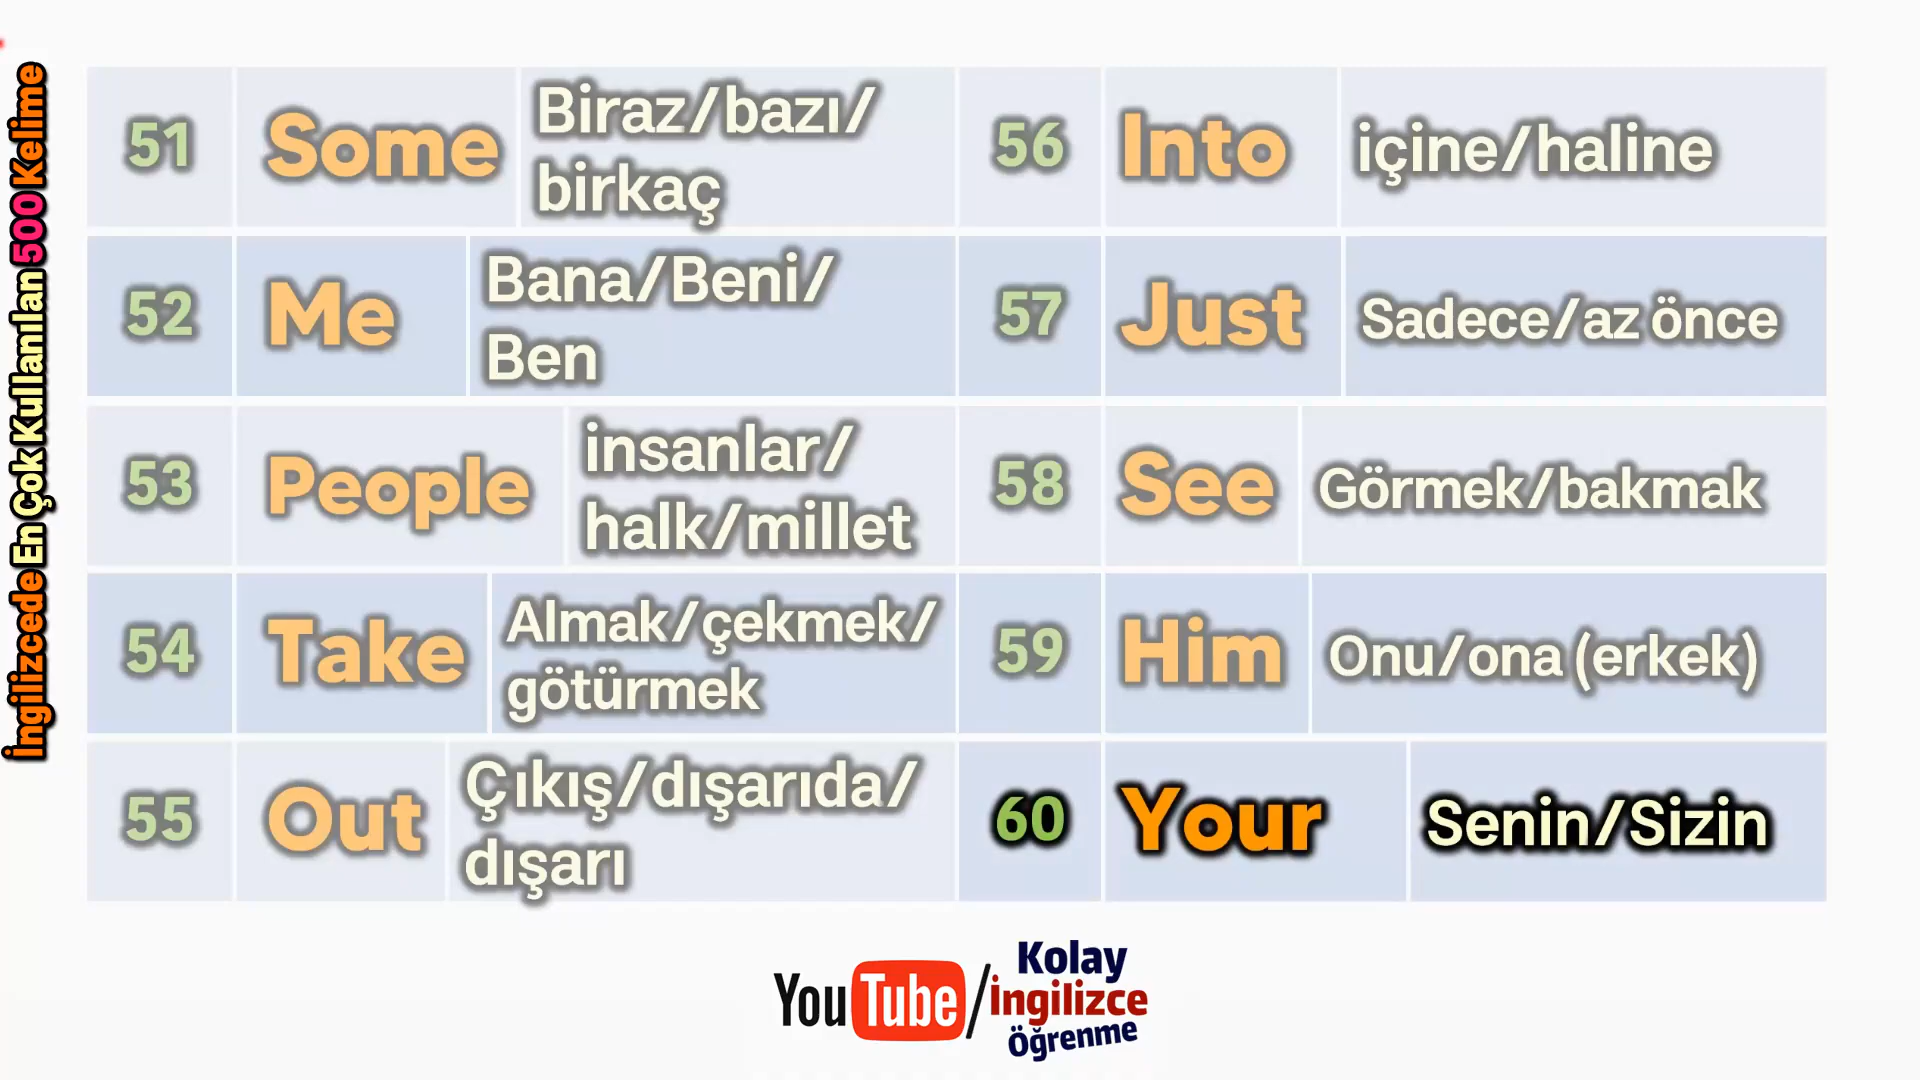 İngilizcede En Çok Kullanılan 500 Kelime
51 Some Biraz/bazı/
birkaç
52 Me Bana/Beni/
Ben
53 People insanlar/
halk/millet
54 Take Almak/çekmek/
götürmek
55 Out Çıkış/dışarıda/
dışarı
56 Into içine/haline
57 Just Sadece/az önce
58 See Görmek/bakmak
59 Him Onu/ona (erkek)
60 Your Senin/Sizin
YouTube/Kolay
İngilizce
Öğrenme